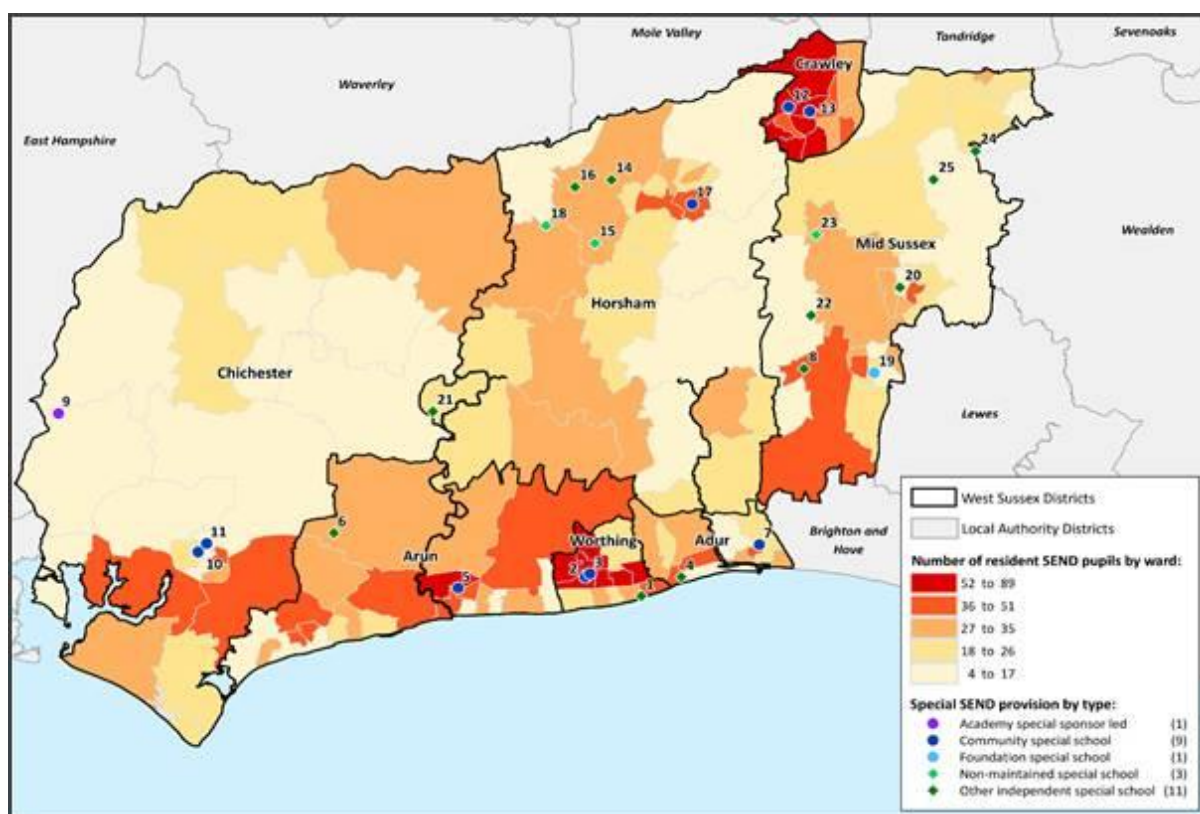 Mole Valley
Tandridge
Sevenoaks
Waverley
Crawley
East Hampshire
12
13
24
25
16
14
17
18
15
23
Wealden
Mid Sussex
20
Horsham
22
Chichester
8
19
9
21
Lewes
6
11
10
Arun
Worthing
Adur
7
Brighton and
Hove
5
2
3
4
1
West Sussex Districts
Local Authority Districts
Number of resident SEND pupils by ward:
52 to 89
36 to 51
27 to 35
18 to 26
4 to 17
Special SEND provision by type:
Academy special sponsor led (1)
Community special school (9)
Foundation special school (1)
Non-maintained special school (3)
Other independent special school (11)